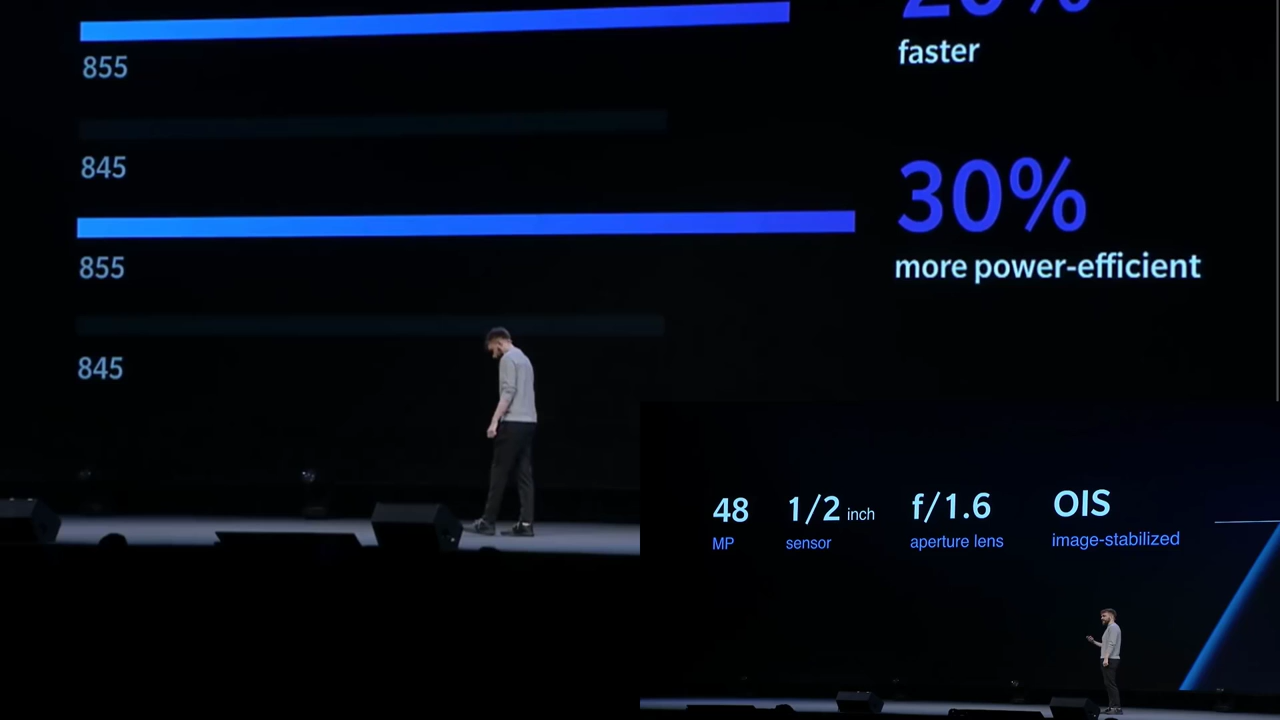 20%
faster
855
845
30%
more power-efficient
855
845
48 1/2 inch f/1.6 OIS
MP sensor aperture lens image-stabilized